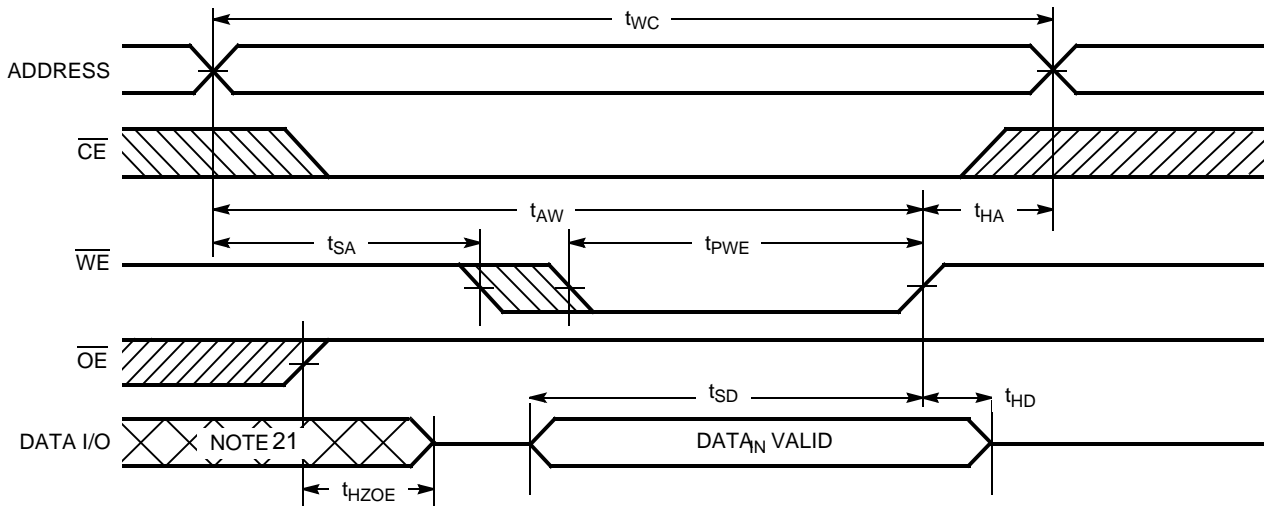 tWC
ADDRESS
CE
tAW
tHA
tSA
tPWE
WE
OE
tSD
tHD
DATA I/O
NOTE 21
DATAIN VALID
tHZOE